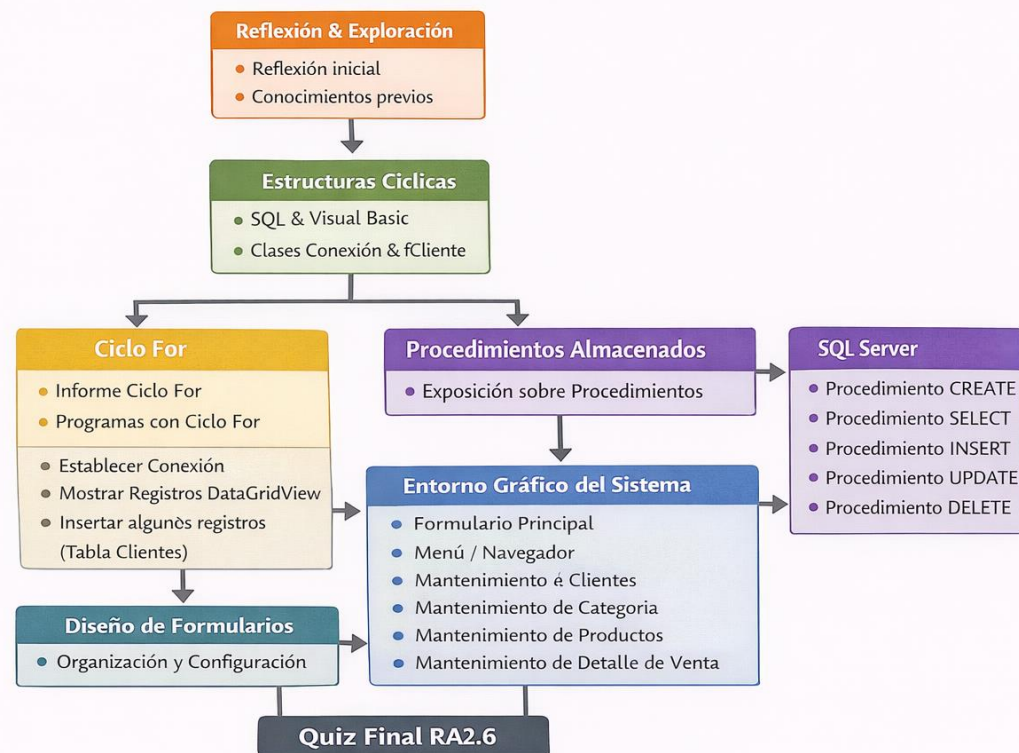 Reflexión & Exploración
• Reflexión inicial
• Conocimientos previos
Estructuras Ciclicas
• SQL & Visual Basic
• Clases Conexión & fCliente
Ciclo For
• Informe Ciclo For
• Programas con Ciclo For
• Establecer Conexión
• Mostrar Registros DataGridView
• Insertar algunès registros
(Tabla Clientes)
Procedimientos Almacenados
• Exposición sobre Procedimientos
SQL Server
• Procedimiento CREATE
• Procedimiento SELECT
• Procedimiento INSERT
• Procedimiento UPDATE
• Procedimiento DELETE
Entorno Gráfico del Sistema
• Formulario Principal
• Menú / Navegador
• Mantenimiento é Clientes
• Mantenimiento de Categoria
• Mantenimiento de Productos
• Mantenimiento de Detalle de Venta
Diseño de Formularios
• Organización y Configuración
Quiz Final RA2.6